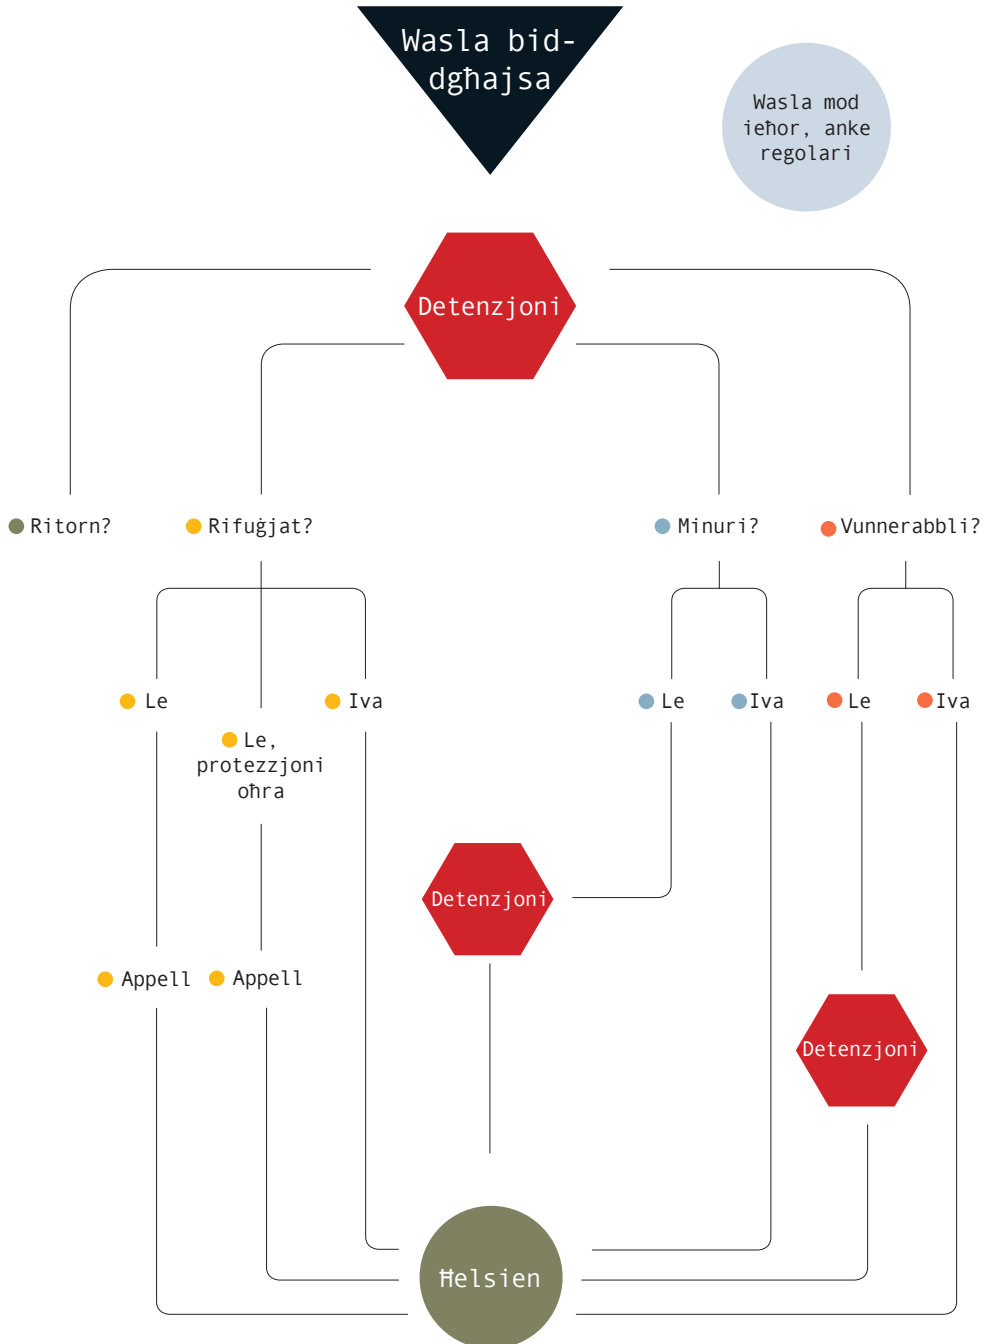 Wasla bid-
dgħajsa
Wasla mod
ieħor, anke
regolari
Detenzjoni
Ritorn?
Rifuġjat?
Minuri?
Vunnerabbli?
Le
Iva
Le
Iva
Le
Iva
Le,
protezzjoni
oħra
Detenzjoni
Appell
Appell
Detenzjoni
Ħelsien